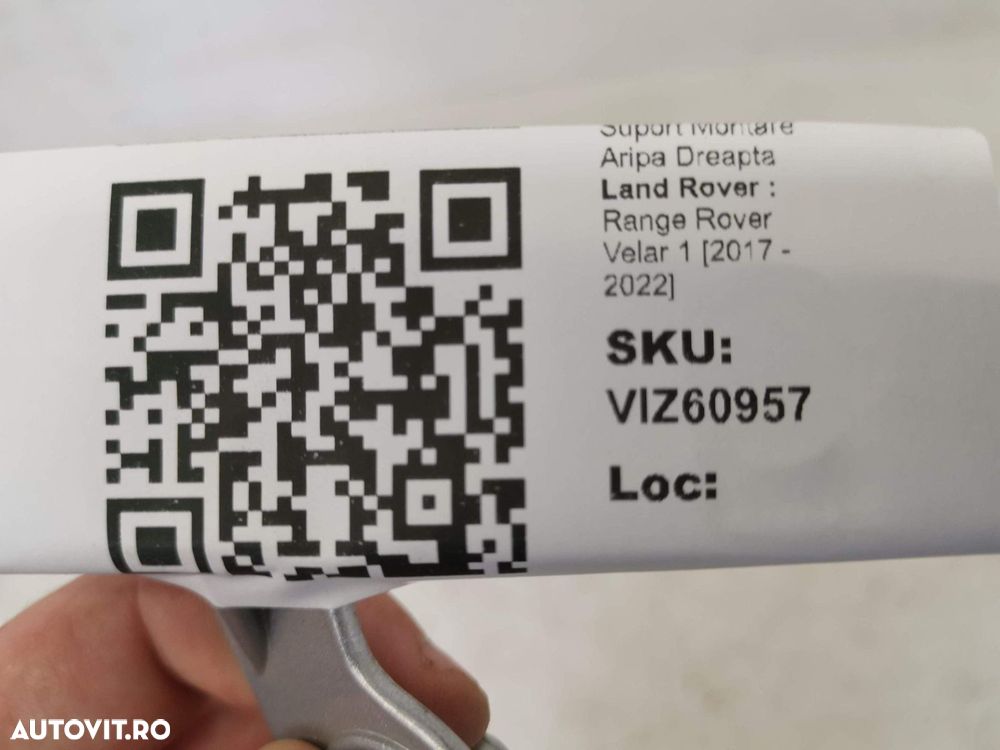 Suport Montare
Aripa Dreapta
Land Rover :
Range Rover
Velar 1 [2017 -
2022]
SKU:
VIZ60957
Loc:
AUTOVIT.RO